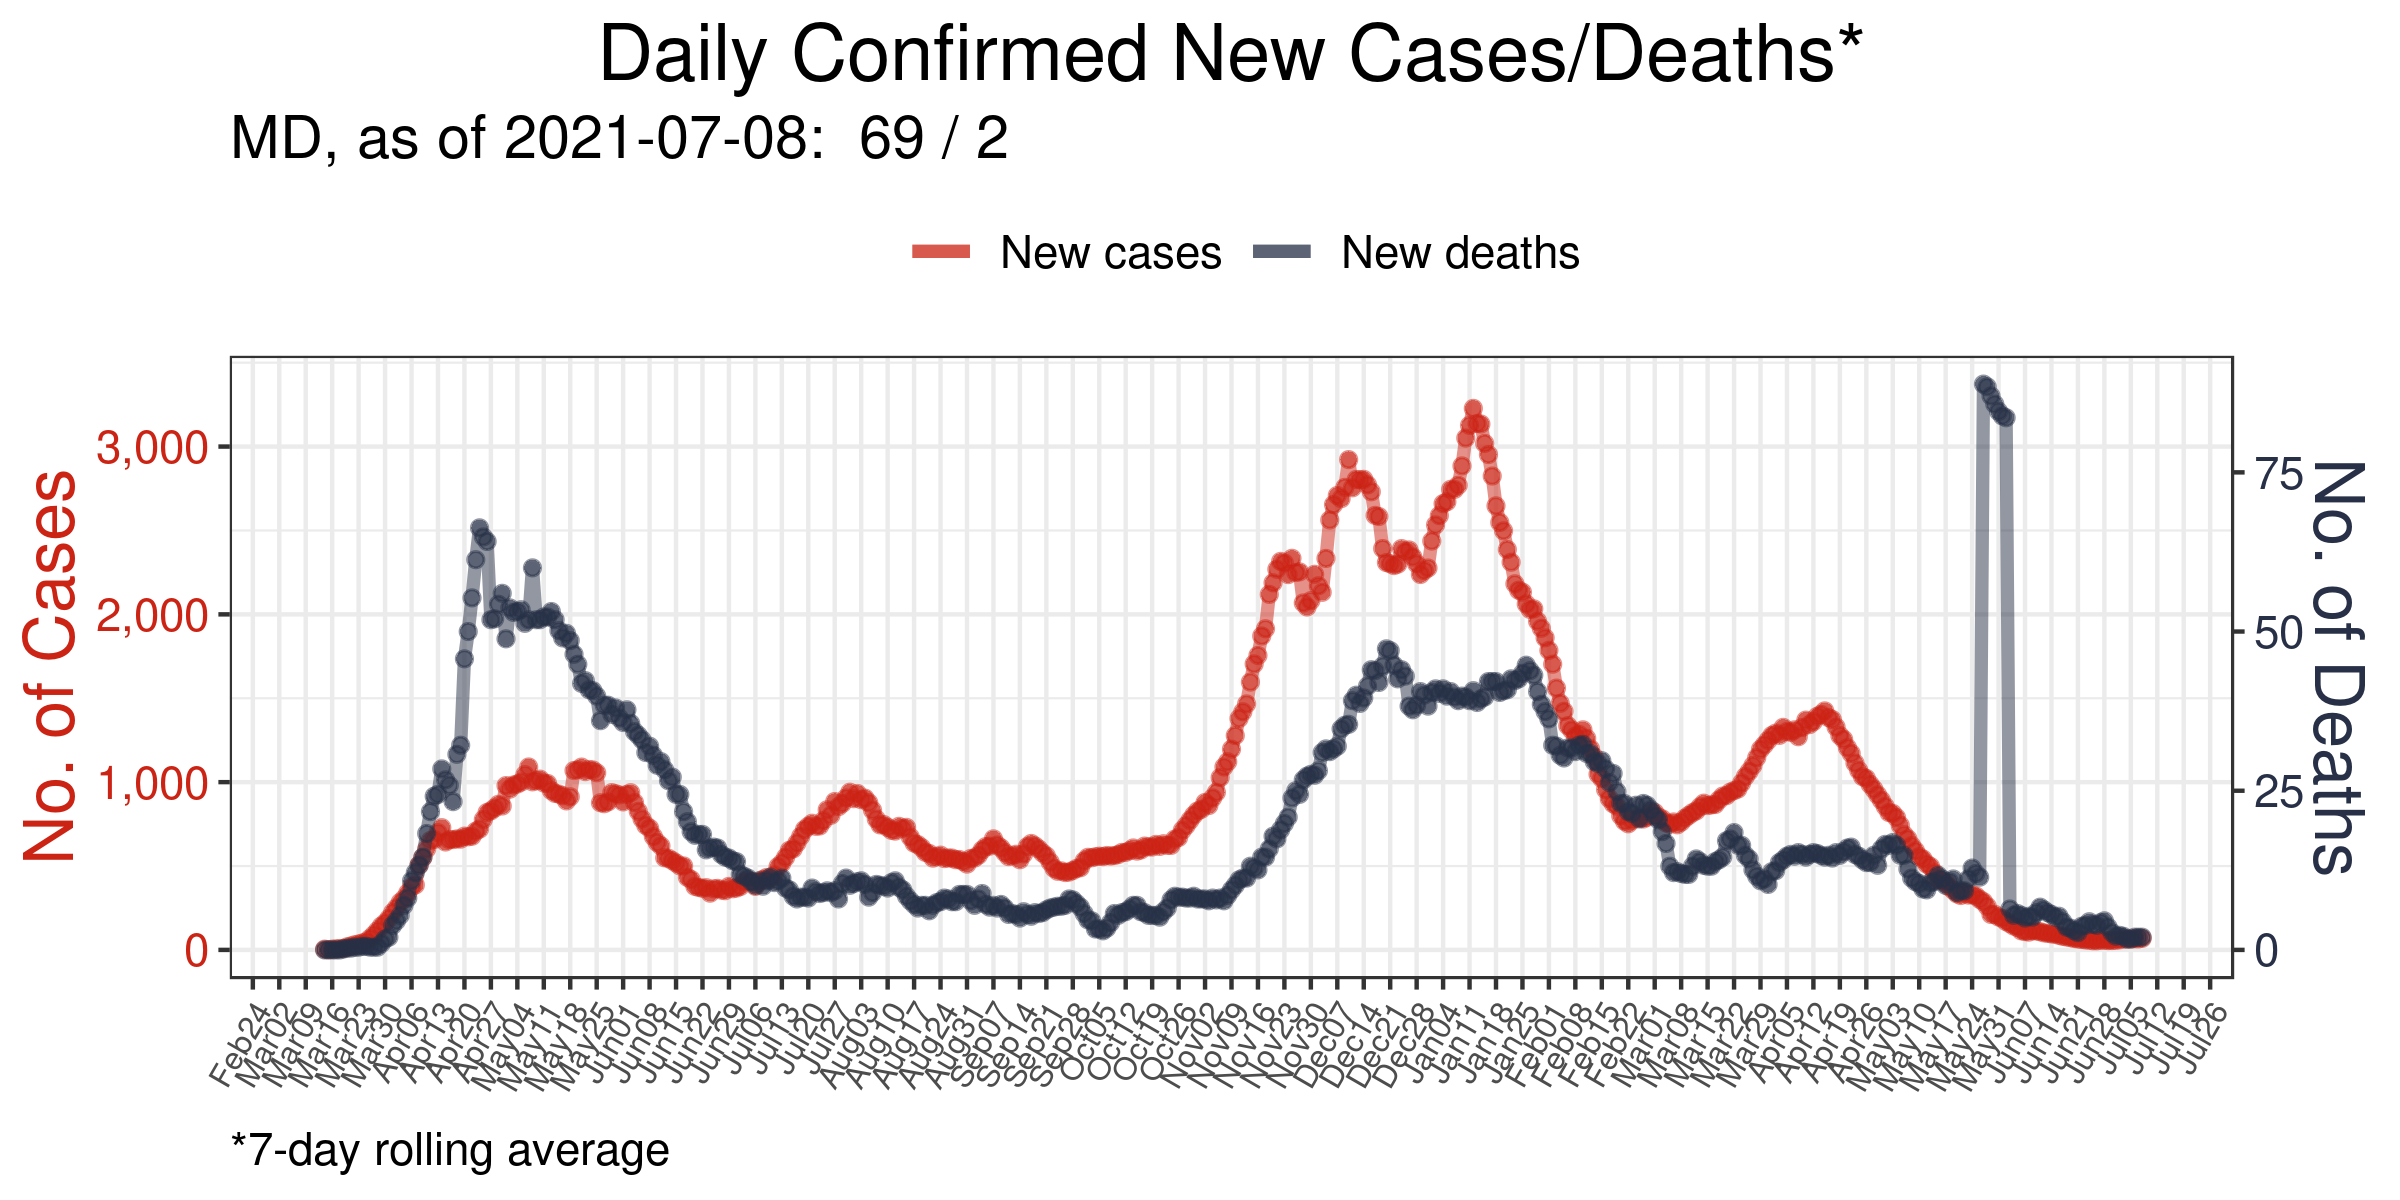 Daily Confirmed New Cases/Deaths*
MD, as of 2021-07-08:  69 / 2
New cases
New deaths
No. of Cases
3,000
2,000
1,000
0
75
50
25
0
No. of Deaths
Feb24
Mar02
Mar09
Mar16
Mar23
Mar30
Apr06
Apr13
Apr20
Apr27
May04
May11
May18
May25
Jun01
Jun08
Jun15
Jun22
Jun29
Jul06
Jul13
Jul20
Jul27
Aug03
Aug10
Aug17
Aug24
Aug31
Sep07
Sep14
Sep21
Sep28
Oct05
Oct12
Oct19
Oct26
Nov02
Nov09
Nov16
Nov23
Nov30
Dec07
Dec14
Dec21
Dec28
Jan04
Jan11
Jan18
Jan25
Feb01
Feb08
Feb15
Feb22
Mar01
Mar08
Mar15
Mar22
Mar29
Apr05
Apr12
Apr19
Apr26
May03
May10
May17
May24
May31
Jun07
Jun14
Jun21
Jun28
Jul05
Jul12
Jul19
Jul26
*7-day rolling average